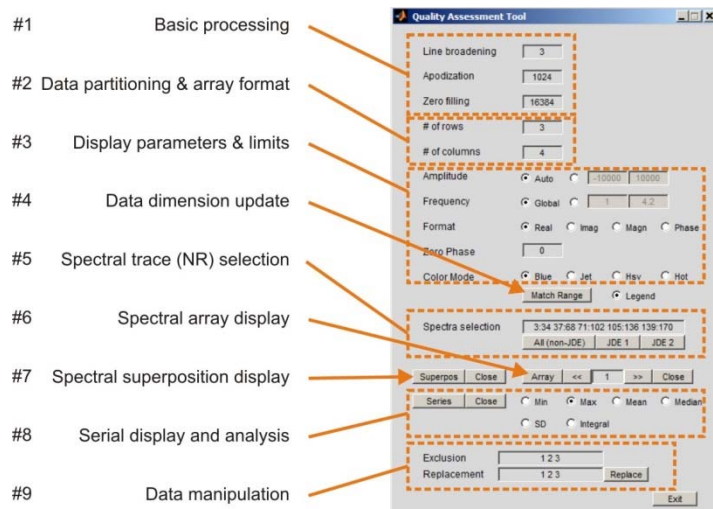 #1 Basic processing
#2 Data partitioning & array format
#3 Display parameters & limits
#4 Data dimension update
#5 Spectral trace (NR) selection
#6 Spectral array display
#7 Spectral superposition display
#8 Serial display and analysis
#9 Data manipulation
Quality Assessment Tool
Line broadening 3
Apodization 1024
Zero filling 16384
# of rows 3
# of columns 4
Amplitude Auto -10000 10000
Frequency Global 1 4.2
Format Real Imag Magn Phase
Zero Phase 0
Color Mode Blue Jet Hsv Hot
Match Range Legend
Spectra selection 3:34 37:68 71:102 105:136 139:170
All (non-JDE) JDE 1 JDE 2
Superpos Close Array << 1 >> Close
Series Close Min Max Mean Median
SD Integral
Exclusion 1 2 3
Replacement 1 2 3 Replace
Exit